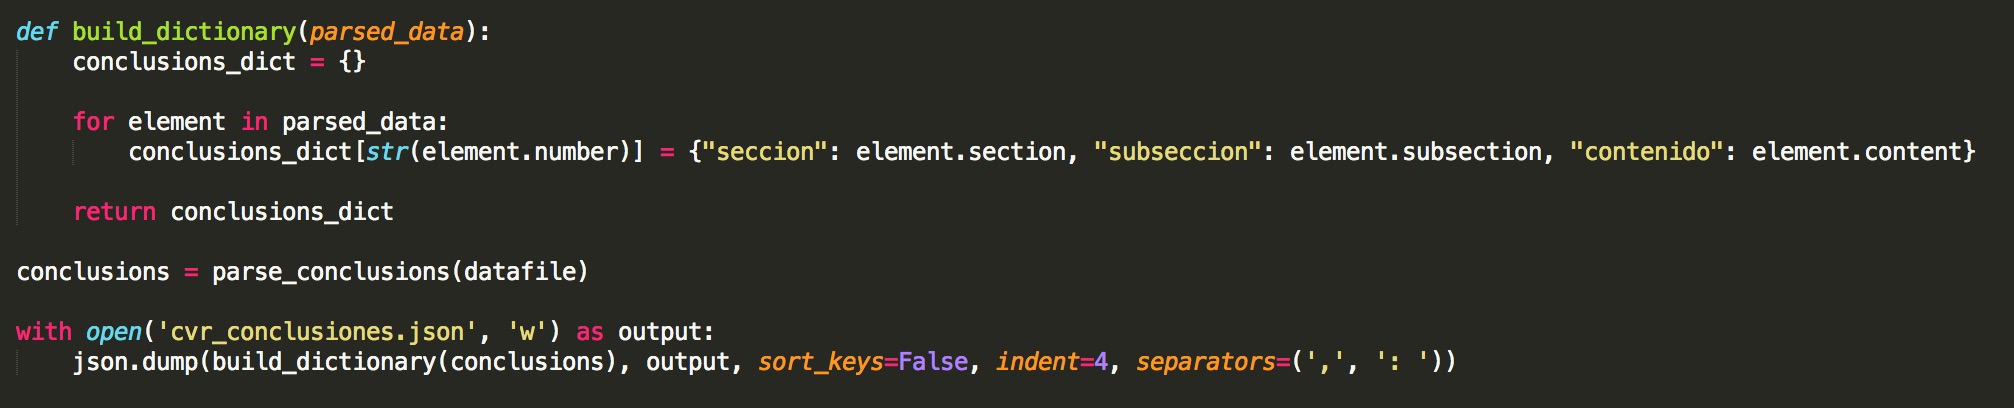 def build_dictionary(parsed_data):
    conclusions_dict = {}
    for element in parsed_data:
        conclusions_dict[str(element.number)] = {"seccion": element.section, "subseccion": element.subsection, "contenido": element.content}
    return conclusions_dict
conclusions = parse_conclusions(datafile)
with open('cvr_conclusiones.json', 'w') as output:
    json.dump(build_dictionary(conclusions), output, sort_keys=False, indent=4, separators=(',', ': '))